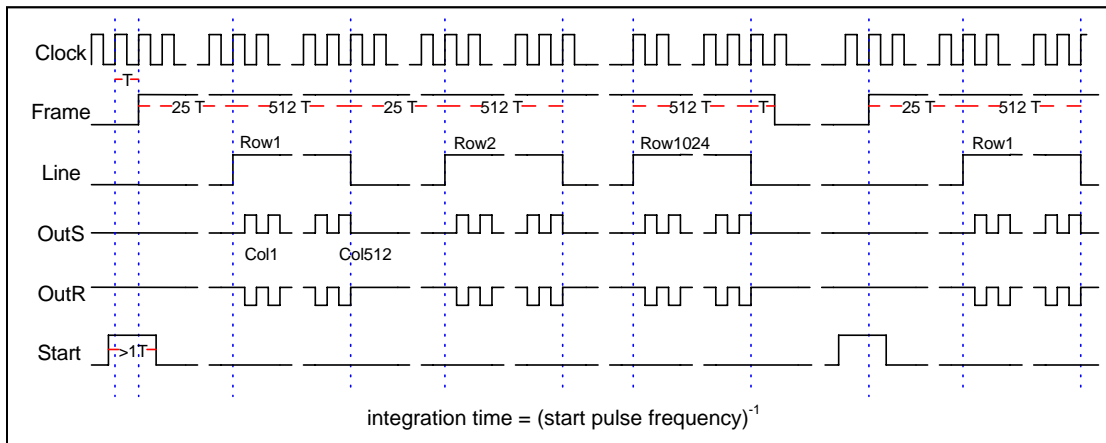 Clock
T
25 T 512 T 25 T 512 T 512 T T 25 T 512 T
Frame
Row1 Row2 Row1024 Row1
Line
OutS
Col1 Col512
OutR
Start >1T
integration time = (start pulse frequency)-1